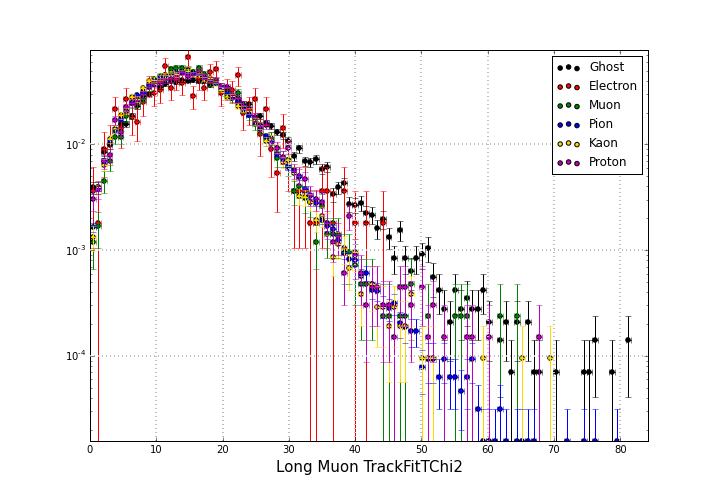 10⁻²
10⁻³
10⁻⁴
Ghost
Electron
Muon
Pion
Kaon
Proton
0 10 20 30 40 50 60 70 80
Long Muon TrackFitTChi2